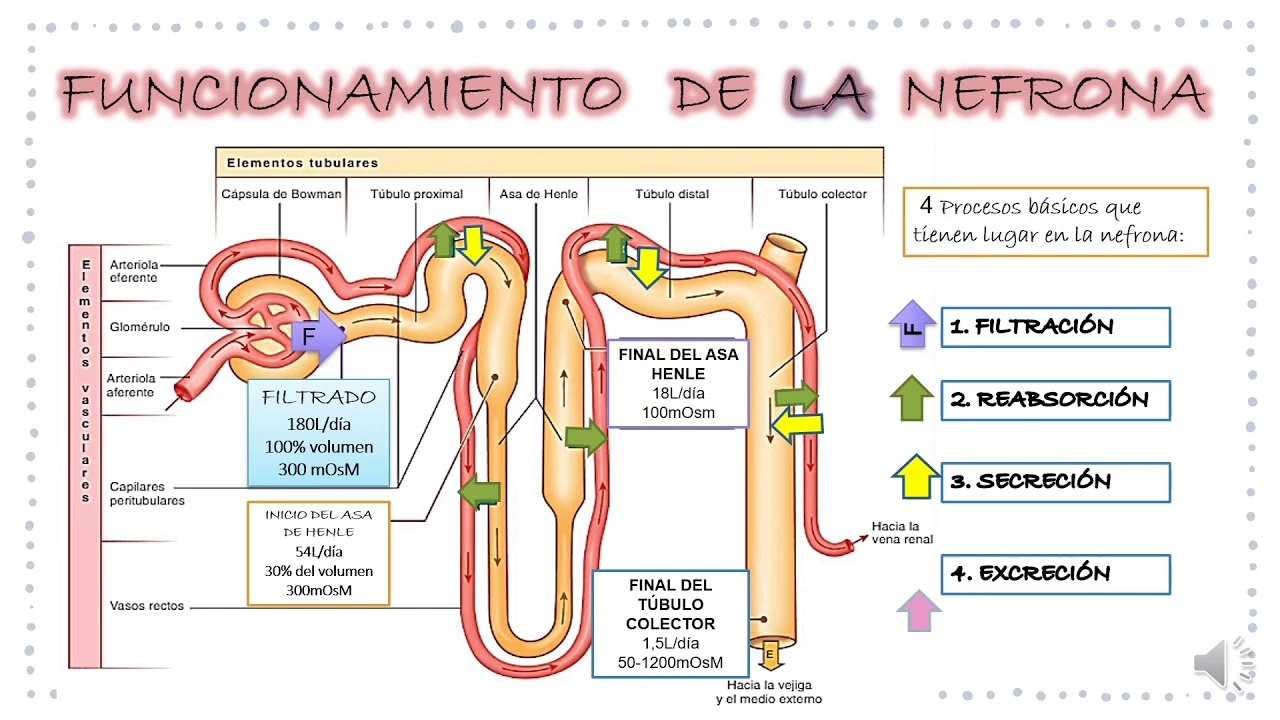 FUNCIONAMIENTO DE LA NEFRONA
Elementos tubulares
Cápsula de Bowman
Túbulo proximal
Asa de Henle
Túbulo distal
Túbulo colector
Elementos vasculares
Arteriola
eferente
Glomérulo
Arteriola
aferente
Capilares
peritubulares
Vasos rectos
F
FILTRADO
180L/día
100% volumen
300 mOsM
INICIO DEL ASA
DE HENLE
54L/día
30% del volumen
300mOsM
FINAL DEL ASA
HENLE
18L/día
100mOsm
FINAL DEL
TÚBULO
COLECTOR
1,5L/día
50-1200mOsM
E
Hacia la vejiga
y el medio externo
Hacia la
vena renal
4 Procesos básicos que
tienen lugar en la nefrona:
F
1. FILTRACIÓN
2. REABSORCIÓN
3. SECRECIÓN
4. EXCRECIÓN